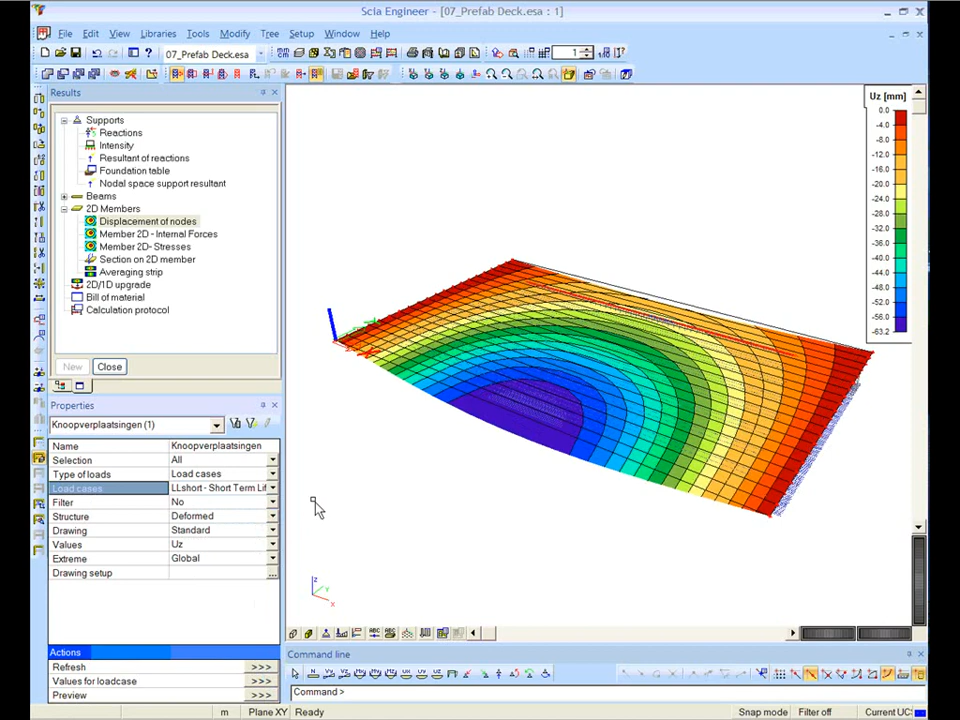 Scia Engineer - [07_Prefab Deck.esa : 1]
File Edit View Libraries Tools Modify Tree Setup Window Help
07_Prefab Deck.esa
1
Results
Supports
Reactions
Intensity
Resultant of reactions
Foundation table
Nodal space support resultant
Beams
2D Members
Displacement of nodes
Member 2D - Internal Forces
Member 2D- Stresses
Section on 2D member
Averaging strip
2D/1D upgrade
Bill of material
Calculation protocol
New Close
Properties
Knoopverplaatsingen (1)
Name Knoopverplaatsingen
Selection All
Type of loads Load cases
Load cases LLshort - Short Term Lif
Filter No
Structure Deformed
Drawing Standard
Values Uz
Extreme Global
Drawing setup ...
Actions
Refresh >>>
Values for loadcase >>>
Preview >>>
Uz [mm]
0.0
-4.0
-8.0
-12.0
-16.0
-20.0
-24.0
-28.0
-32.0
-36.0
-40.0
-44.0
-48.0
-52.0
-56.0
-63.2
z
Y
x
Command line
Command >
m Plane XY Ready Snap mode Filter off Current UCS